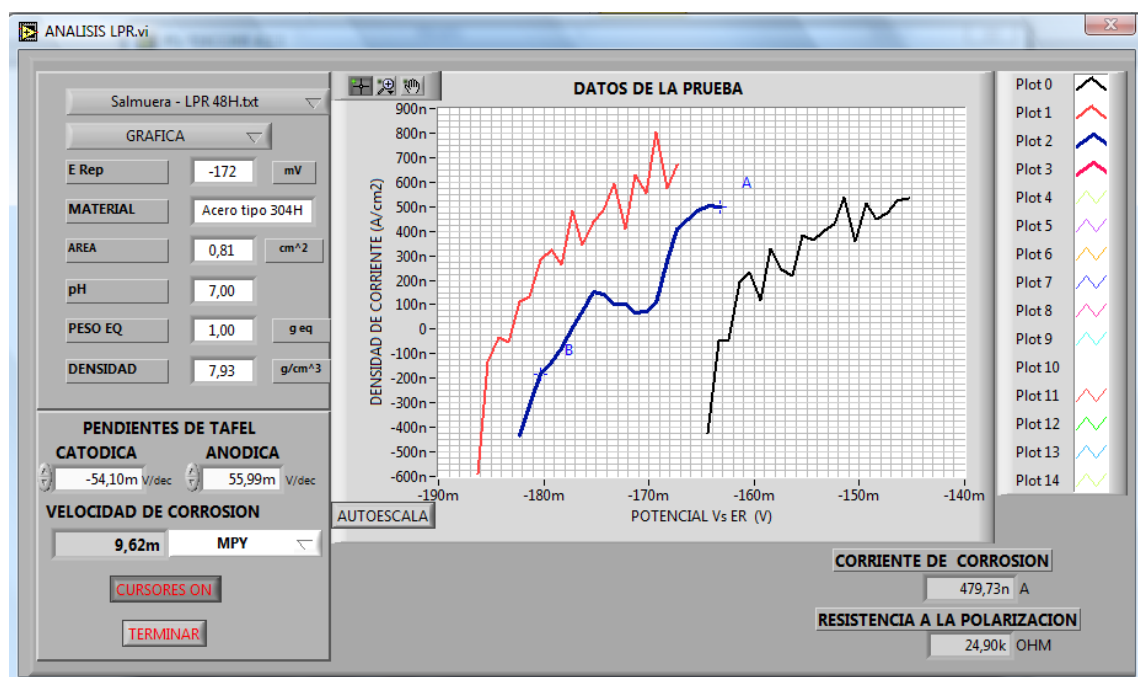 ANALISIS LPR.vi
Salmuera - LPR 48H.txt
GRAFICA
E Rep -172 mV
MATERIAL Acero tipo 304H
AREA 0,81 cm^2
pH 7,00
PESO EQ 1,00 g eq
DENSIDAD 7,93 g/cm^3
PENDIENTES DE TAFEL
CATODICA ANODICA
-54,10m V/dec 55,99m V/dec
VELOCIDAD DE CORROSION
9,62m MPY
CURSORES ON
TERMINAR
DATOS DE LA PRUEBA
DENSIDAD DE CORRIENTE (A/cm2)
900n
800n
700n
600n
500n
400n
300n
200n
100n
0
-100n
-200n
-300n
-400n
-500n
-600n
A
B
-190m -180m -170m -160m -150m -140m
AUTOESCALA
POTENCIAL Vs ER (V)
Plot 0
Plot 1
Plot 2
Plot 3
Plot 4
Plot 5
Plot 6
Plot 7
Plot 8
Plot 9
Plot 10
Plot 11
Plot 12
Plot 13
Plot 14
CORRIENTE DE CORROSION
479,73n A
RESISTENCIA A LA POLARIZACION
24,90k OHM